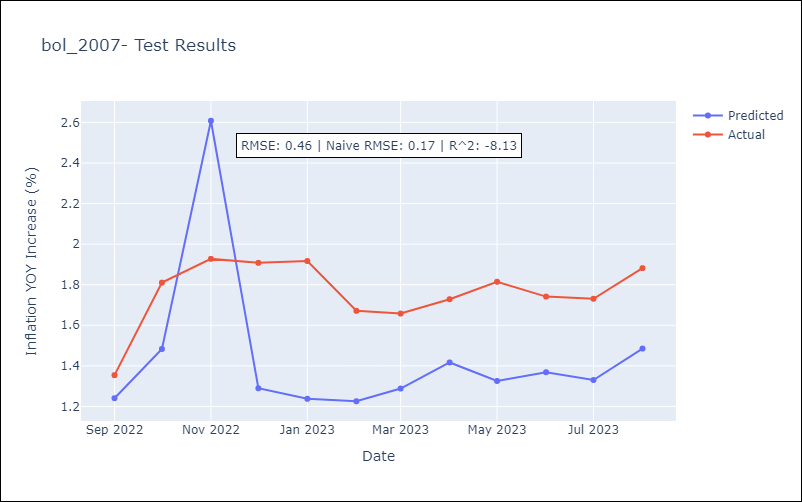 bol_2007- Test Results
Predicted
Actual
RMSE: 0.46 | Naive RMSE: 0.17 | R^2: -8.13
Inflation YOY Increase (%)
2.6
2.4
2.2
2
1.8
1.6
1.4
1.2
Sep 2022 Nov 2022 Jan 2023 Mar 2023 May 2023 Jul 2023
Date